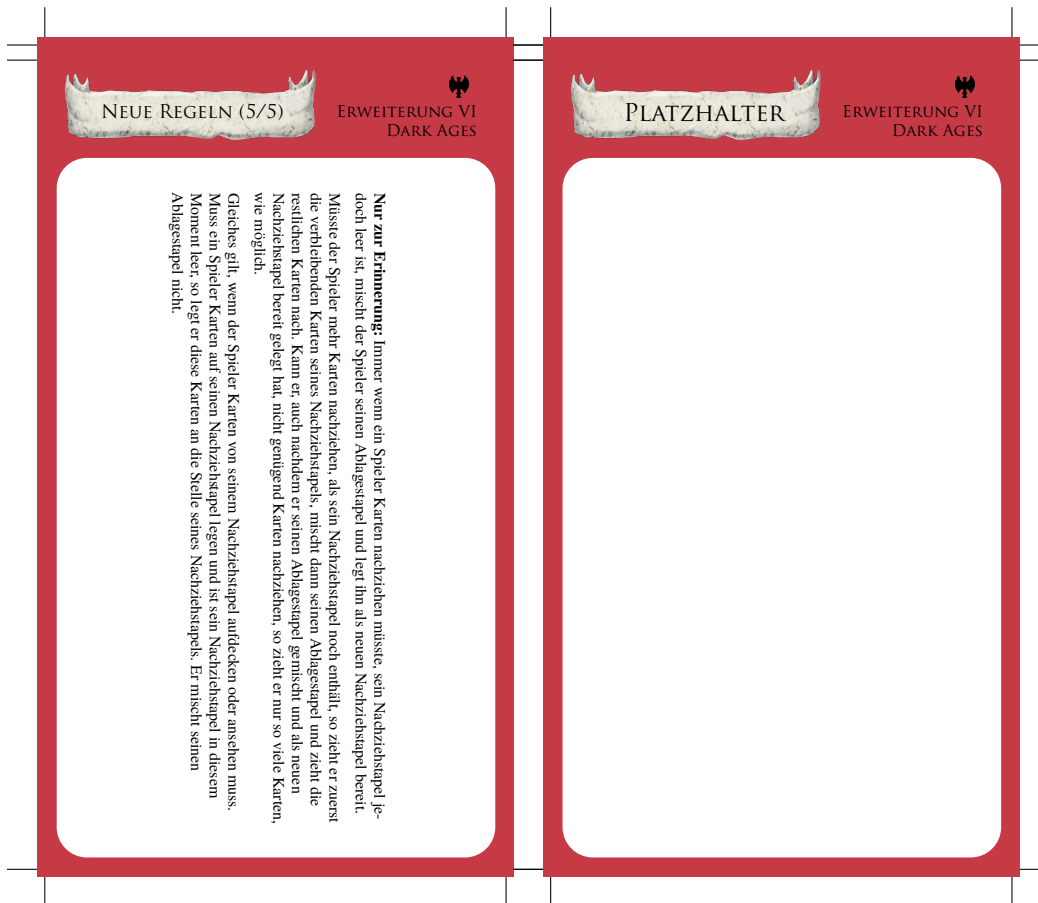 Neue Regeln (5/5)
Erweiterung VI
Dark Ages
Nur zur Erinnerung: Immer wenn ein Spieler Karten nachziehen müsste, sein Nachziehstapel je-
doch leer ist, mischt der Spieler seinen Ablagestapel und legt ihn als neuen Nachziehstapel bereit.
Müsste der Spieler mehr Karten nachziehen, als sein Nachziehstapel noch enthält, so zieht er zuerst
die verbleibenden Karten seines Nachziehstapels, mischt dann seinen Ablagestapel und zieht die
restlichen Karten nach. Kann er, auch nachdem er seinen Ablagestapel gemischt und als neuen
Nachziehstapel bereit gelegt hat, nicht genügend Karten nachziehen, so zieht er nur so viele Karten,
wie möglich.
Gleiches gilt, wenn der Spieler Karten von seinem Nachziehstapel aufdecken oder ansehen muss.
Muss ein Spieler Karten auf seinen Nachziehstapel legen und ist sein Nachziehstapel in diesem
Moment leer, so legt er diese Karten an die Stelle seines Nachziehstapels. Er mischt seinen
Ablagestapel nicht.
Platzhalter
Erweiterung VI
Dark Ages